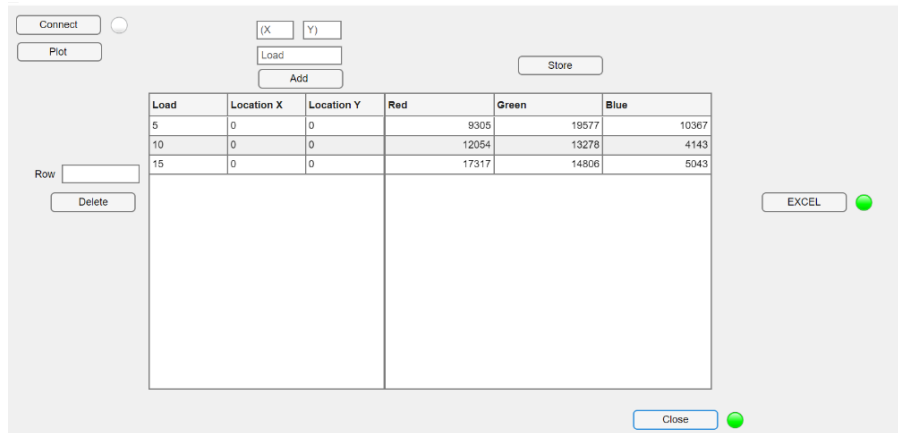 Connect
(X Y)
Plot
Load
Store
Add
Load Location X Location Y Red Green Blue
5 0 0 9305 19577 10367
10 0 0 12054 13278 4143
15 0 0 17317 14806 5043
Row
Delete
EXCEL
Close